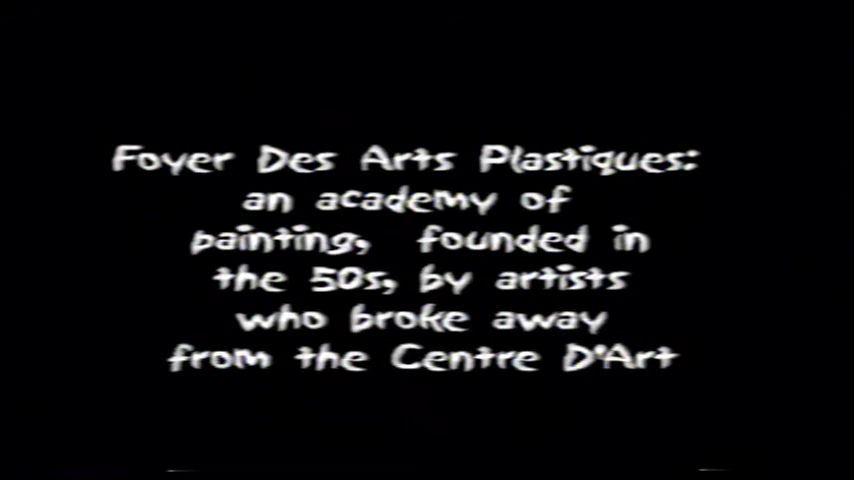 Foyer Des Arts Plastiques:
an academy of
painting, founded in
the 50s, by artists
who broke away
from the Centre D'Art